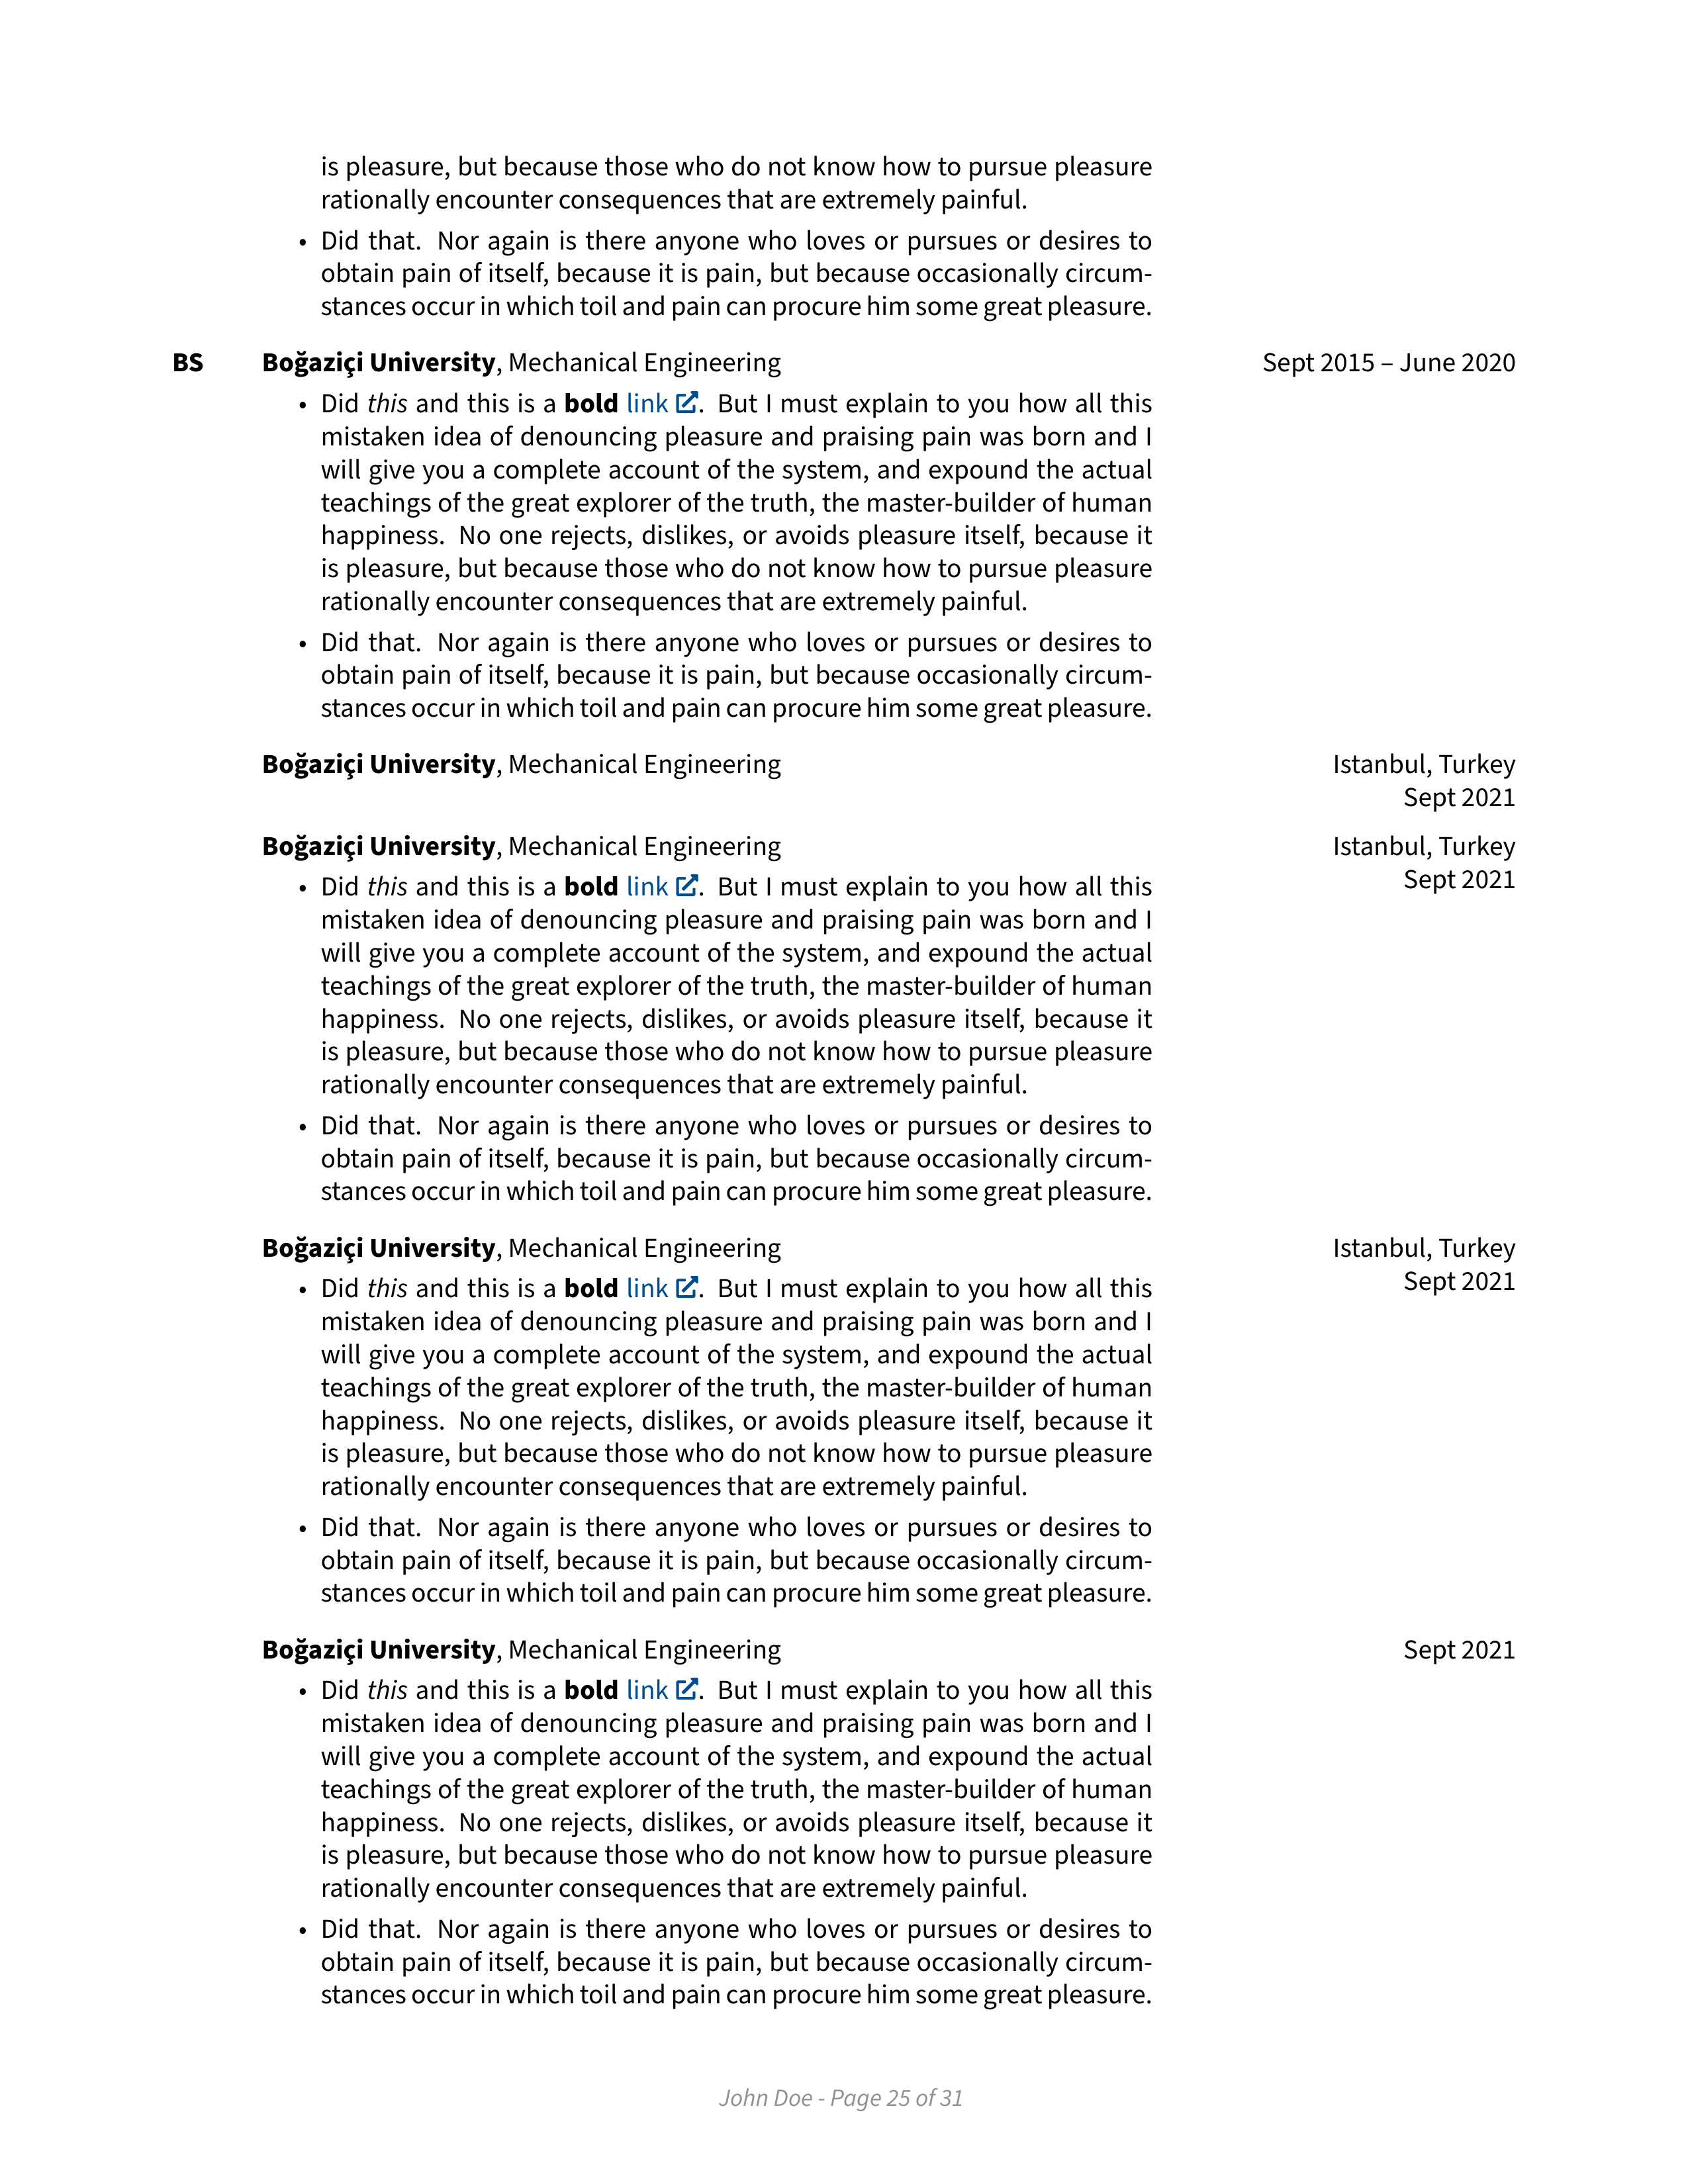 is pleasure, but because those who do not know how to pursue pleasure
rationally encounter consequences that are extremely painful.
• Did that. Nor again is there anyone who loves or pursues or desires to
obtain pain of itself, because it is pain, but because occasionally circum-
stances occur in which toil and pain can procure him some great pleasure.
BS Boğaziçi University, Mechanical Engineering Sept 2015 – June 2020
• Did this and this is a bold link. But I must explain to you how all this
mistaken idea of denouncing pleasure and praising pain was born and I
will give you a complete account of the system, and expound the actual
teachings of the great explorer of the truth, the master-builder of human
happiness. No one rejects, dislikes, or avoids pleasure itself, because it
is pleasure, but because those who do not know how to pursue pleasure
rationally encounter consequences that are extremely painful.
• Did that. Nor again is there anyone who loves or pursues or desires to
obtain pain of itself, because it is pain, but because occasionally circum-
stances occur in which toil and pain can procure him some great pleasure.
Boğaziçi University, Mechanical Engineering Istanbul, Turkey
Sept 2021
Boğaziçi University, Mechanical Engineering Istanbul, Turkey
Sept 2021
• Did this and this is a bold link. But I must explain to you how all this
mistaken idea of denouncing pleasure and praising pain was born and I
will give you a complete account of the system, and expound the actual
teachings of the great explorer of the truth, the master-builder of human
happiness. No one rejects, dislikes, or avoids pleasure itself, because it
is pleasure, but because those who do not know how to pursue pleasure
rationally encounter consequences that are extremely painful.
• Did that. Nor again is there anyone who loves or pursues or desires to
obtain pain of itself, because it is pain, but because occasionally circum-
stances occur in which toil and pain can procure him some great pleasure.
Boğaziçi University, Mechanical Engineering Istanbul, Turkey
Sept 2021
• Did this and this is a bold link. But I must explain to you how all this
mistaken idea of denouncing pleasure and praising pain was born and I
will give you a complete account of the system, and expound the actual
teachings of the great explorer of the truth, the master-builder of human
happiness. No one rejects, dislikes, or avoids pleasure itself, because it
is pleasure, but because those who do not know how to pursue pleasure
rationally encounter consequences that are extremely painful.
• Did that. Nor again is there anyone who loves or pursues or desires to
obtain pain of itself, because it is pain, but because occasionally circum-
stances occur in which toil and pain can procure him some great pleasure.
Boğaziçi University, Mechanical Engineering Sept 2021
• Did this and this is a bold link. But I must explain to you how all this
mistaken idea of denouncing pleasure and praising pain was born and I
will give you a complete account of the system, and expound the actual
teachings of the great explorer of the truth, the master-builder of human
happiness. No one rejects, dislikes, or avoids pleasure itself, because it
is pleasure, but because those who do not know how to pursue pleasure
rationally encounter consequences that are extremely painful.
• Did that. Nor again is there anyone who loves or pursues or desires to
obtain pain of itself, because it is pain, but because occasionally circum-
stances occur in which toil and pain can procure him some great pleasure.
John Doe - Page 25 of 31